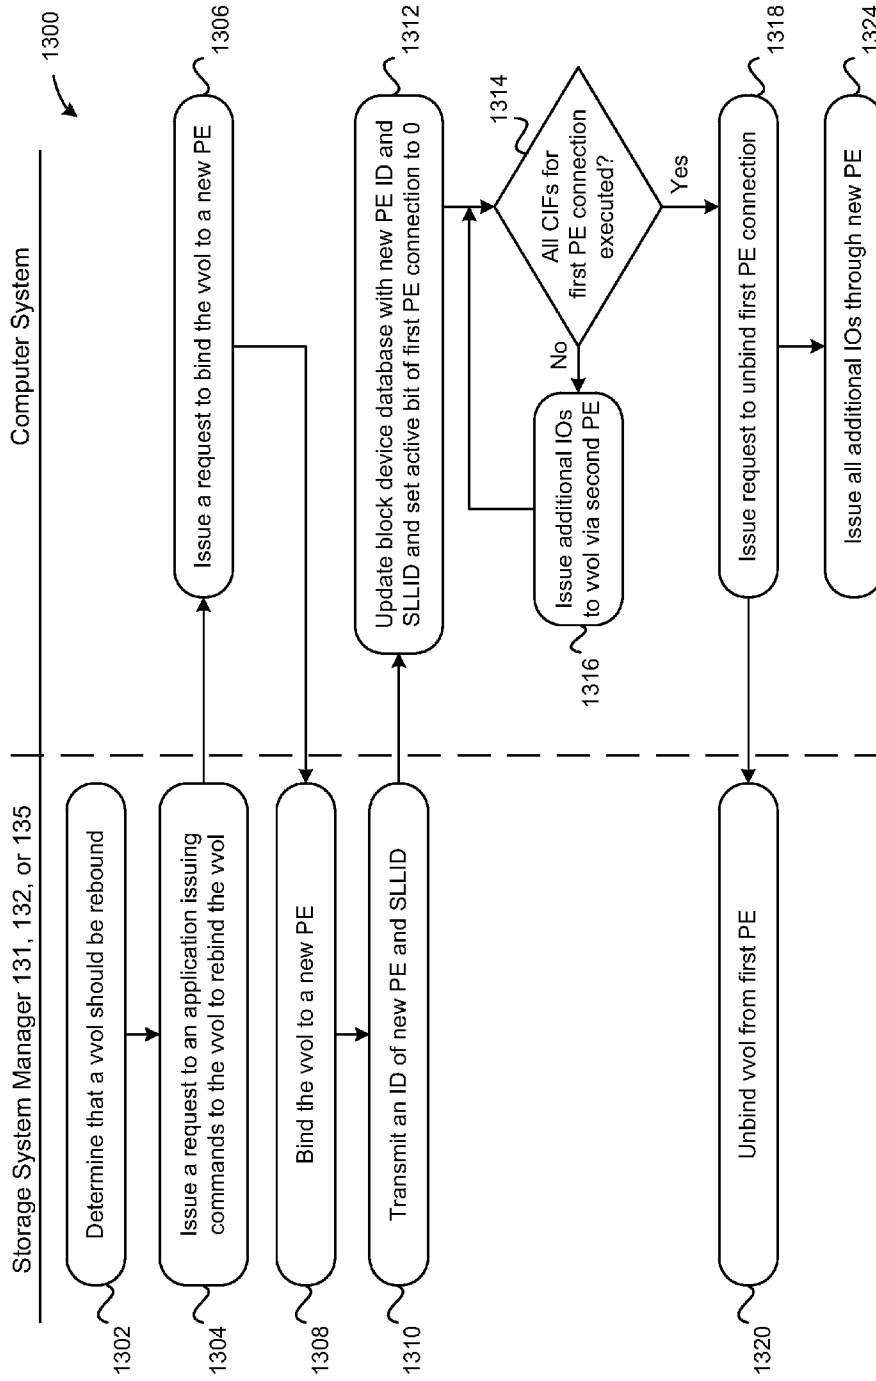 1300
Storage System Manager 131, 132, or 135
Computer System
Determine that a vvol should be rebound
1302
Issue a request to an application issuing
commands to the vvol to rebind the vvol
1304
Issue a request to bind the vvol to a new PE
1306
Bind the vvol to a new PE
1308
Transmit an ID of new PE and SLLID
1310
Update block device database with new PE ID and
SLLID and set active bit of first PE connection to 0
1312
All CIFs for
first PE connection
executed?
1314
No
Yes
Issue additional IOs
to vvol via second PE
1316
Issue request to unbind first PE connection
1318
Unbind vvol from first PE
1320
Issue all additional IOs through new PE
1324